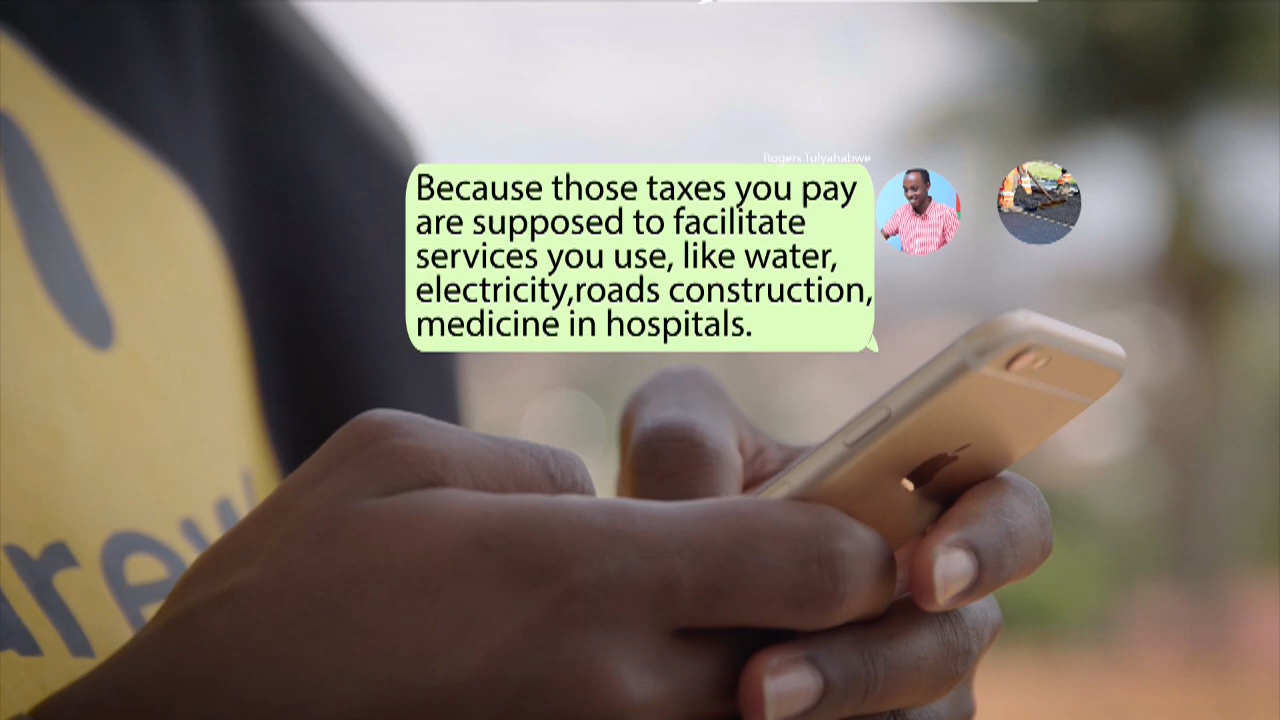 Rogers Tulyahabwe
Because those taxes you pay
are supposed to facilitate
services you use, like water,
electricity,roads construction,
medicine in hospitals.